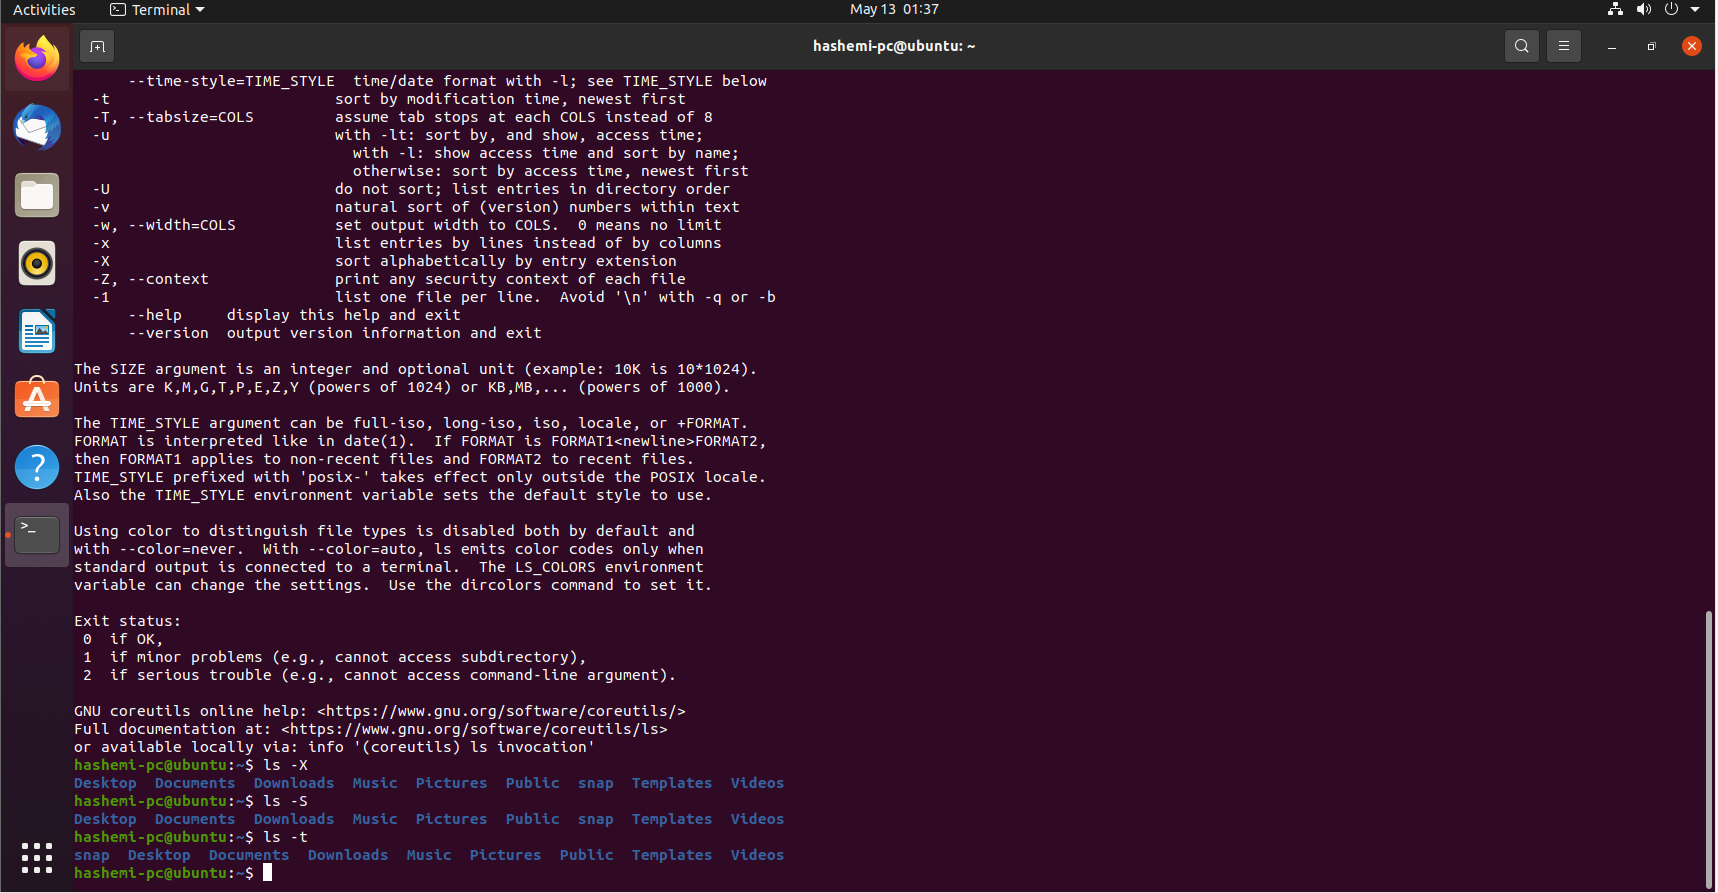 Activities Terminal May 13 01:37
hashemi-pc@ubuntu: ~
      --time-style=TIME_STYLE  time/date format with -l; see TIME_STYLE below
  -t                         sort by modification time, newest first
  -T, --tabsize=COLS         assume tab stops at each COLS instead of 8
  -u                         with -lt: sort by, and show, access time;
                               with -l: show access time and sort by name;
                               otherwise: sort by access time, newest first
  -U                         do not sort; list entries in directory order
  -v                         natural sort of (version) numbers within text
  -w, --width=COLS           set output width to COLS.  0 means no limit
  -x                         list entries by lines instead of by columns
  -X                         sort alphabetically by entry extension
  -Z, --context              print any security context of each file
  -1                         list one file per line.  Avoid '\n' with -q or -b
      --help     display this help and exit
      --version  output version information and exit

The SIZE argument is an integer and optional unit (example: 10K is 10*1024).
Units are K,M,G,T,P,E,Z,Y (powers of 1024) or KB,MB,... (powers of 1000).

The TIME_STYLE argument can be full-iso, long-iso, iso, locale, or +FORMAT.
FORMAT is interpreted like in date(1).  If FORMAT is FORMAT1<newline>FORMAT2,
then FORMAT1 applies to non-recent files and FORMAT2 to recent files.
TIME_STYLE prefixed with 'posix-' takes effect only outside the POSIX locale.
Also the TIME_STYLE environment variable sets the default style to use.

Using color to distinguish file types is disabled both by default and
with --color=never.  With --color=auto, ls emits color codes only when
standard output is connected to a terminal.  The LS_COLORS environment
variable can change the settings.  Use the dircolors command to set it.

Exit status:
 0  if OK,
 1  if minor problems (e.g., cannot access subdirectory),
 2  if serious trouble (e.g., cannot access command-line argument).

GNU coreutils online help: <https://www.gnu.org/software/coreutils/>
Full documentation at: <https://www.gnu.org/software/coreutils/ls>
or available locally via: info '(coreutils) ls invocation'
hashemi-pc@ubuntu:~$ ls -X
Desktop  Documents  Downloads  Music  Pictures  Public  snap  Templates  Videos
hashemi-pc@ubuntu:~$ ls -S
Desktop  Documents  Downloads  Music  Pictures  Public  snap  Templates  Videos
hashemi-pc@ubuntu:~$ ls -t
snap  Desktop  Documents  Downloads  Music  Pictures  Public  Templates  Videos
hashemi-pc@ubuntu:~$